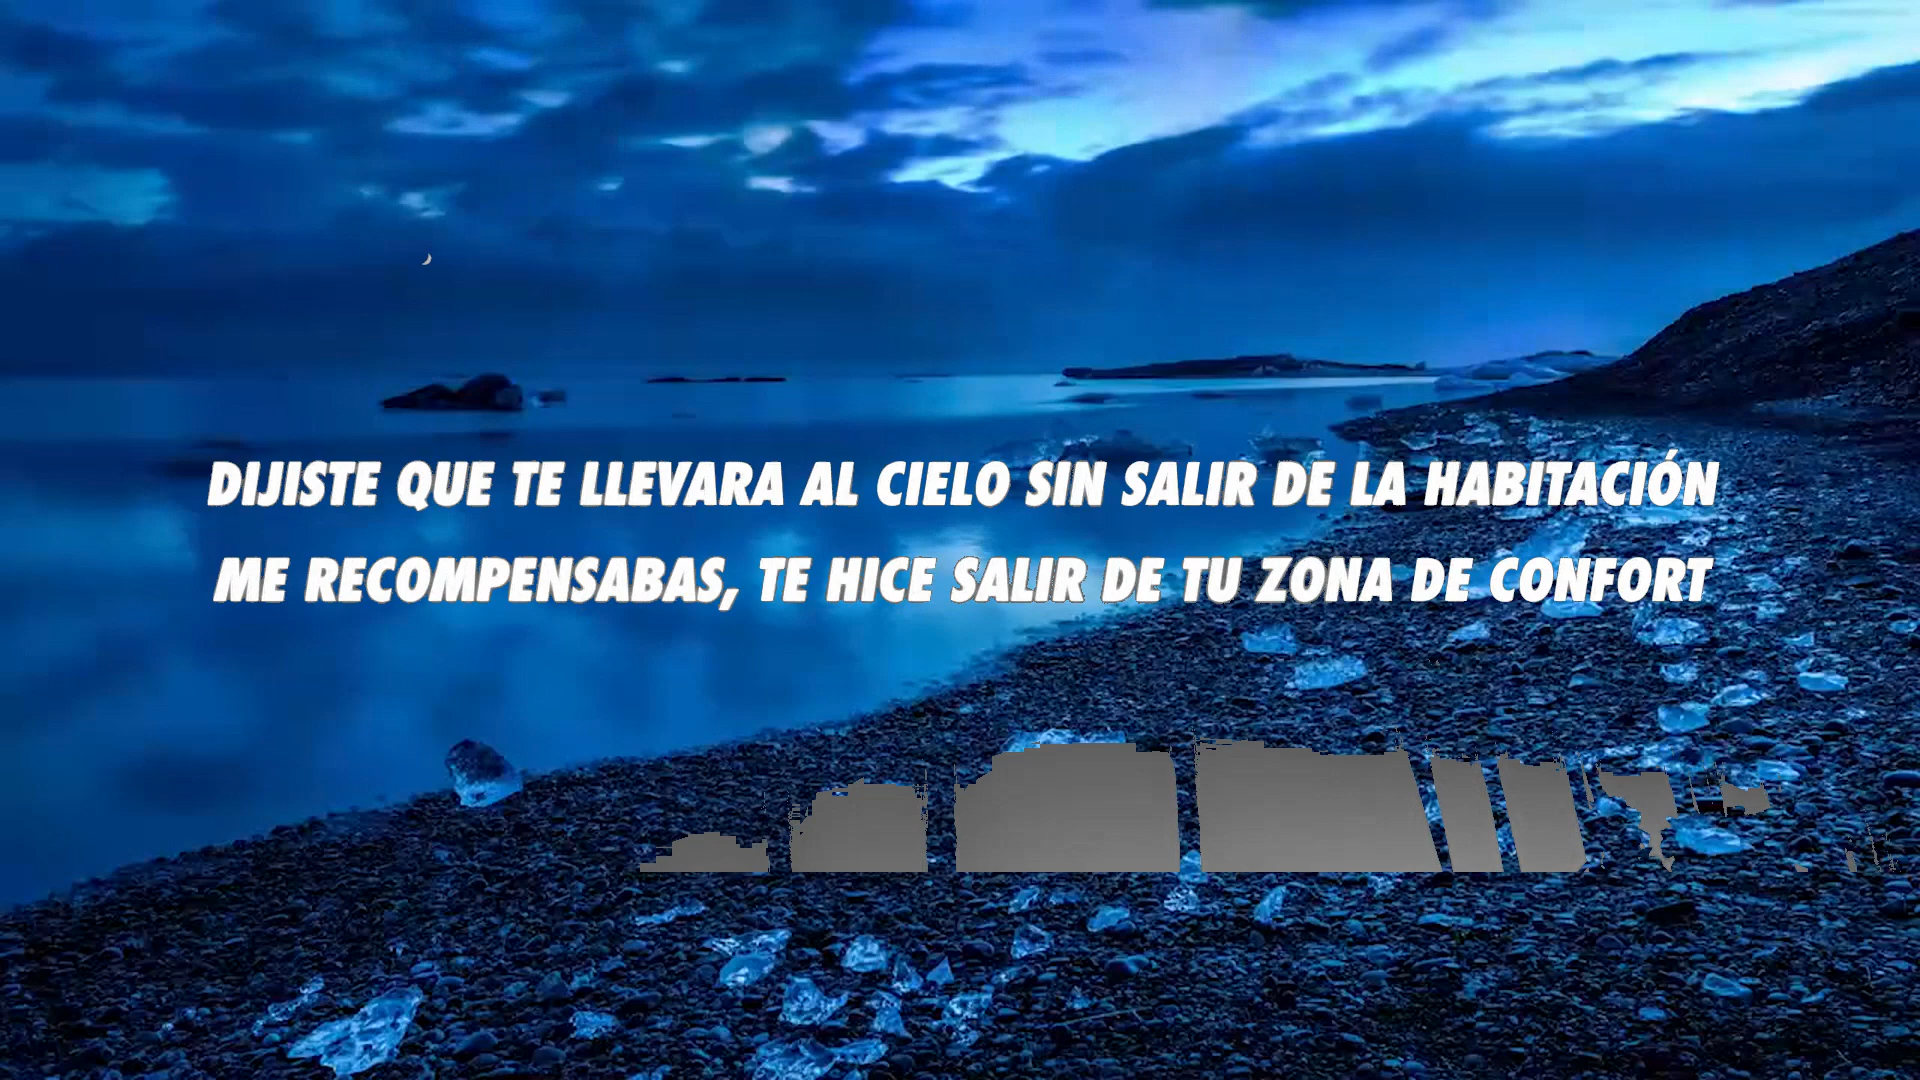 DIJISTE QUE TE LLEVARA AL CIELO SIN SALIR DE LA HABITACIÓN
ME RECOMPENSABAS, TE HICE SALIR DE TU ZONA DE CONFORT